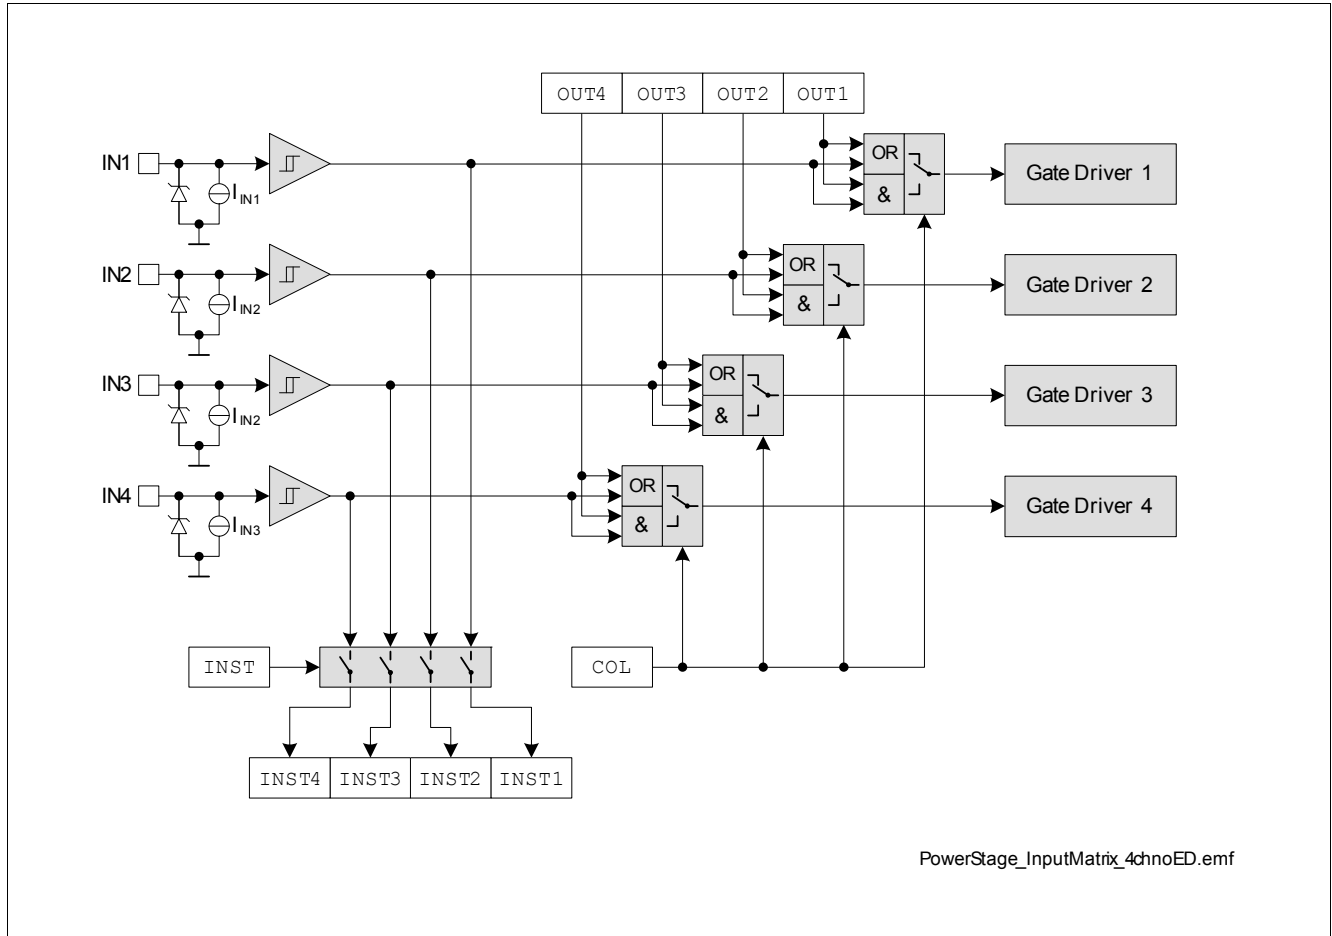 OUT4 OUT3 OUT2 OUT1
IN1
OR
&
Gate Driver 1
I IN1
IN2
OR
&
Gate Driver 2
I IN2
IN3
OR
&
Gate Driver 3
I IN2
IN4
OR
&
Gate Driver 4
I IN3
INST
COL
INST4 INST3 INST2 INST1
PowerStage_InputMatrix_4chnoED.emf